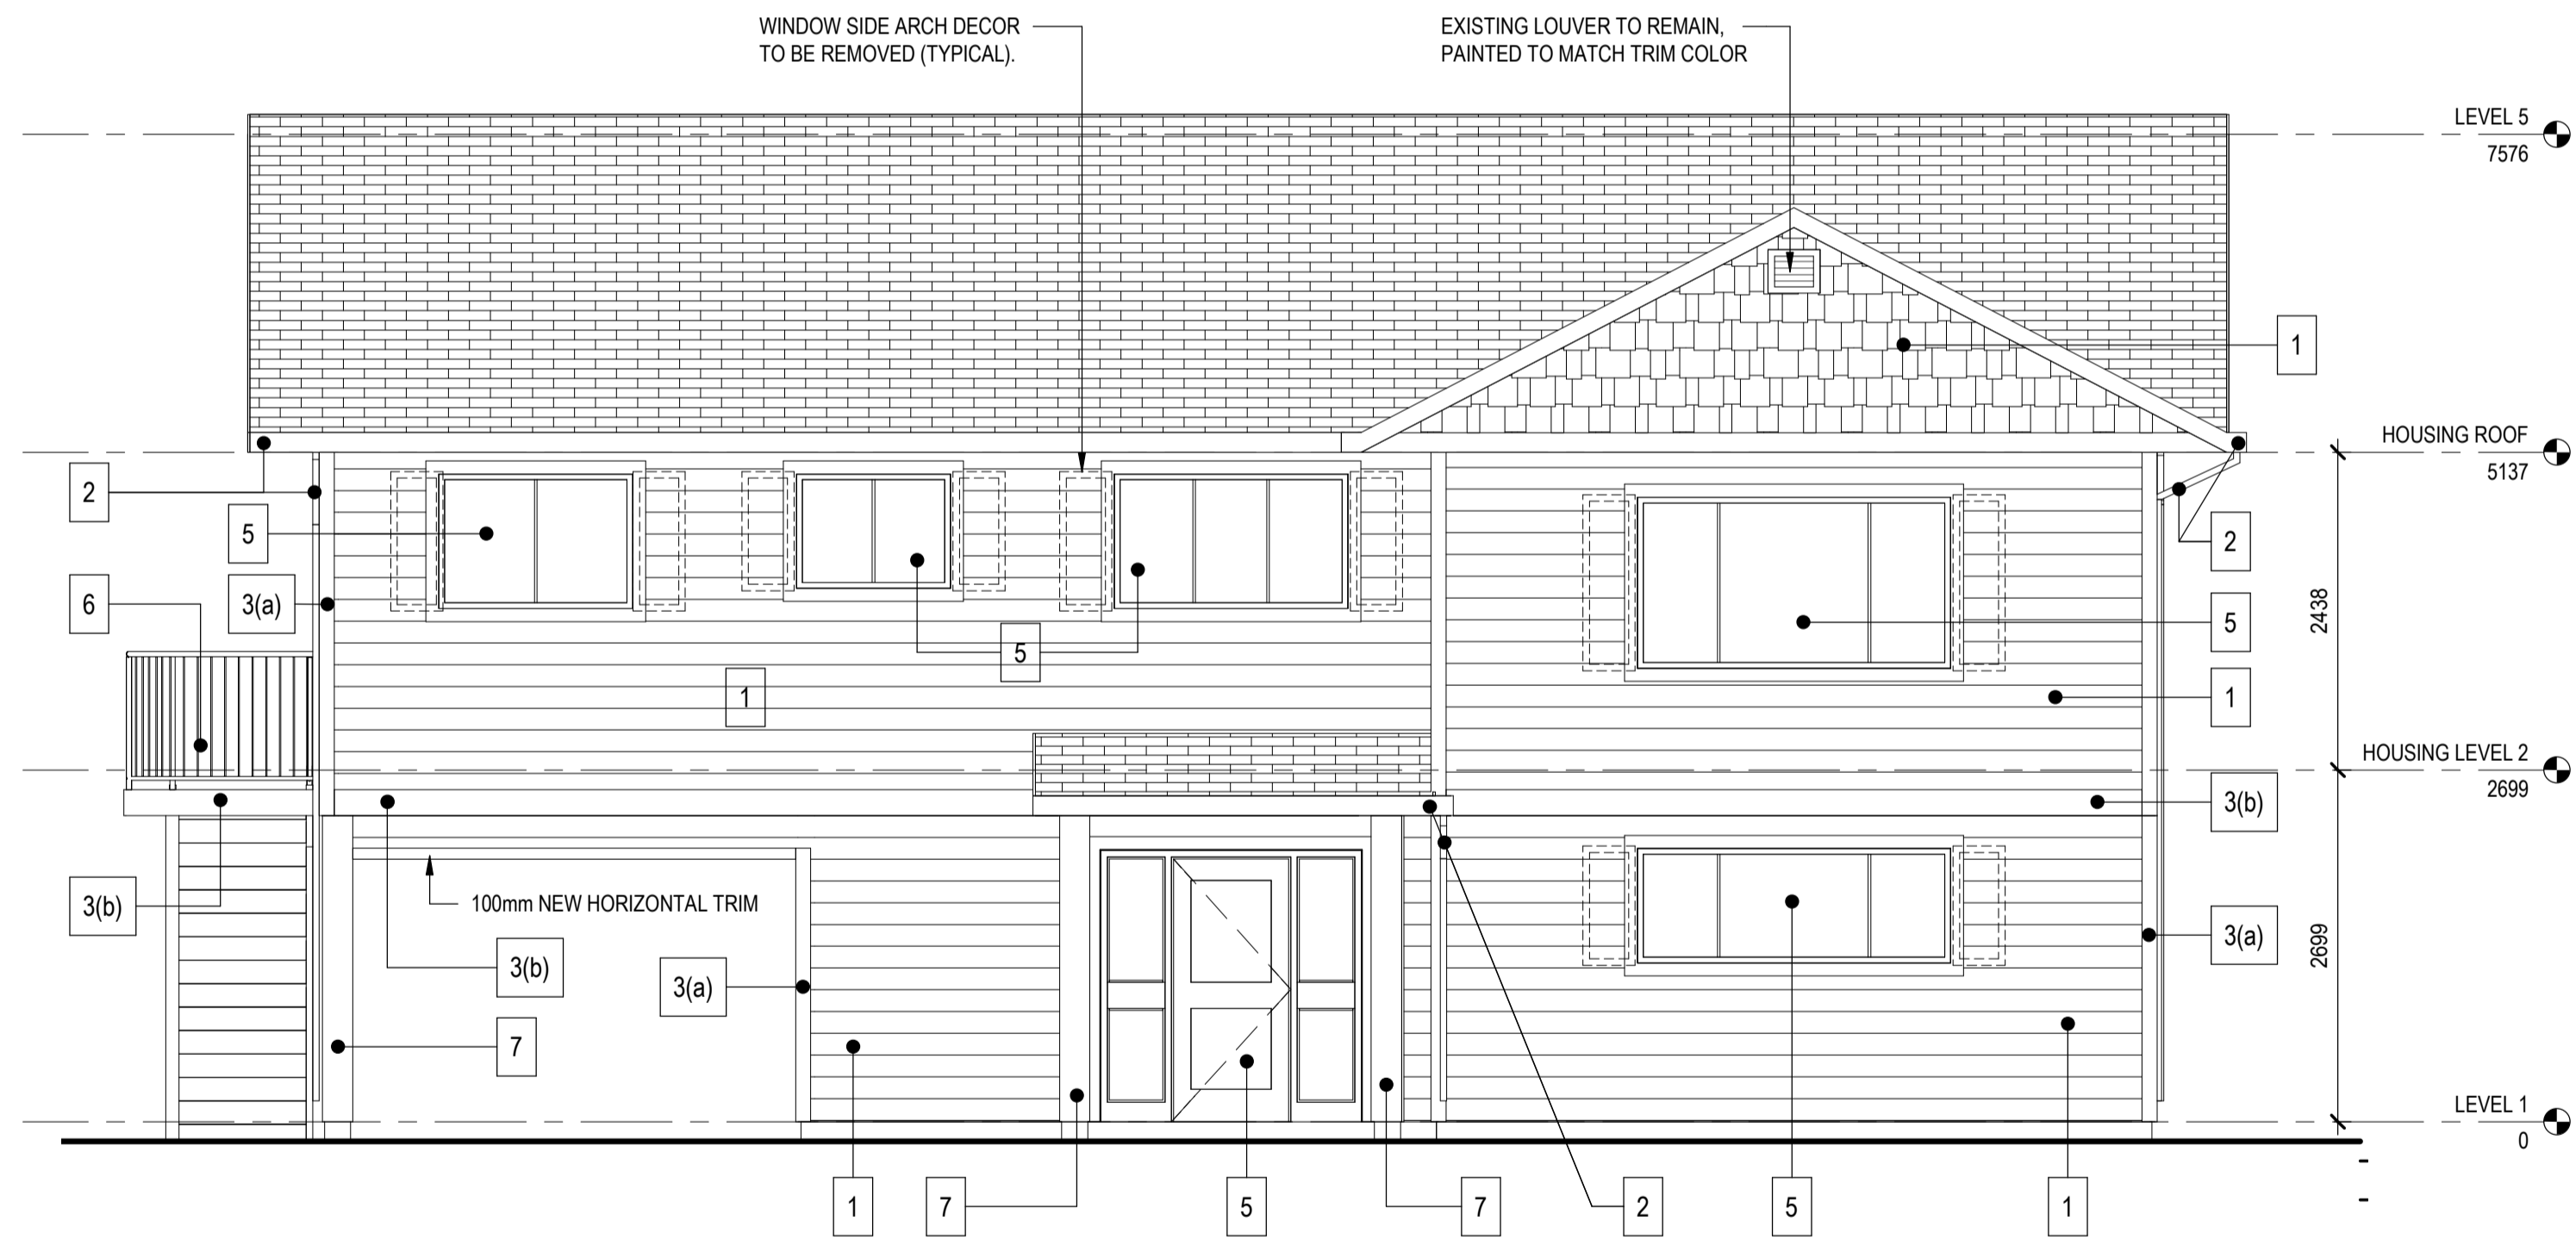 WINDOW SIDE ARCH DECOR
TO BE REMOVED (TYPICAL).
EXISTING LOUVER TO REMAIN,
PAINTED TO MATCH TRIM COLOR
LEVEL 5
7576
1
HOUSING ROOF
5137
2
5
2
6
3(a)
2438
5
5
1
1
HOUSING LEVEL 2
2699
3(b)
3(b)
100mm NEW HORIZONTAL TRIM
3(a)
2699
3(b)
3(a)
7
LEVEL 1
0
1
7
5
7
2
5
1